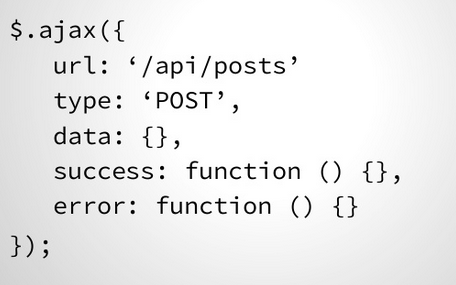 $.ajax({
url: ‘/api/posts’
type: ‘POST’,
data: {},
success: function () {},
error: function () {}
});